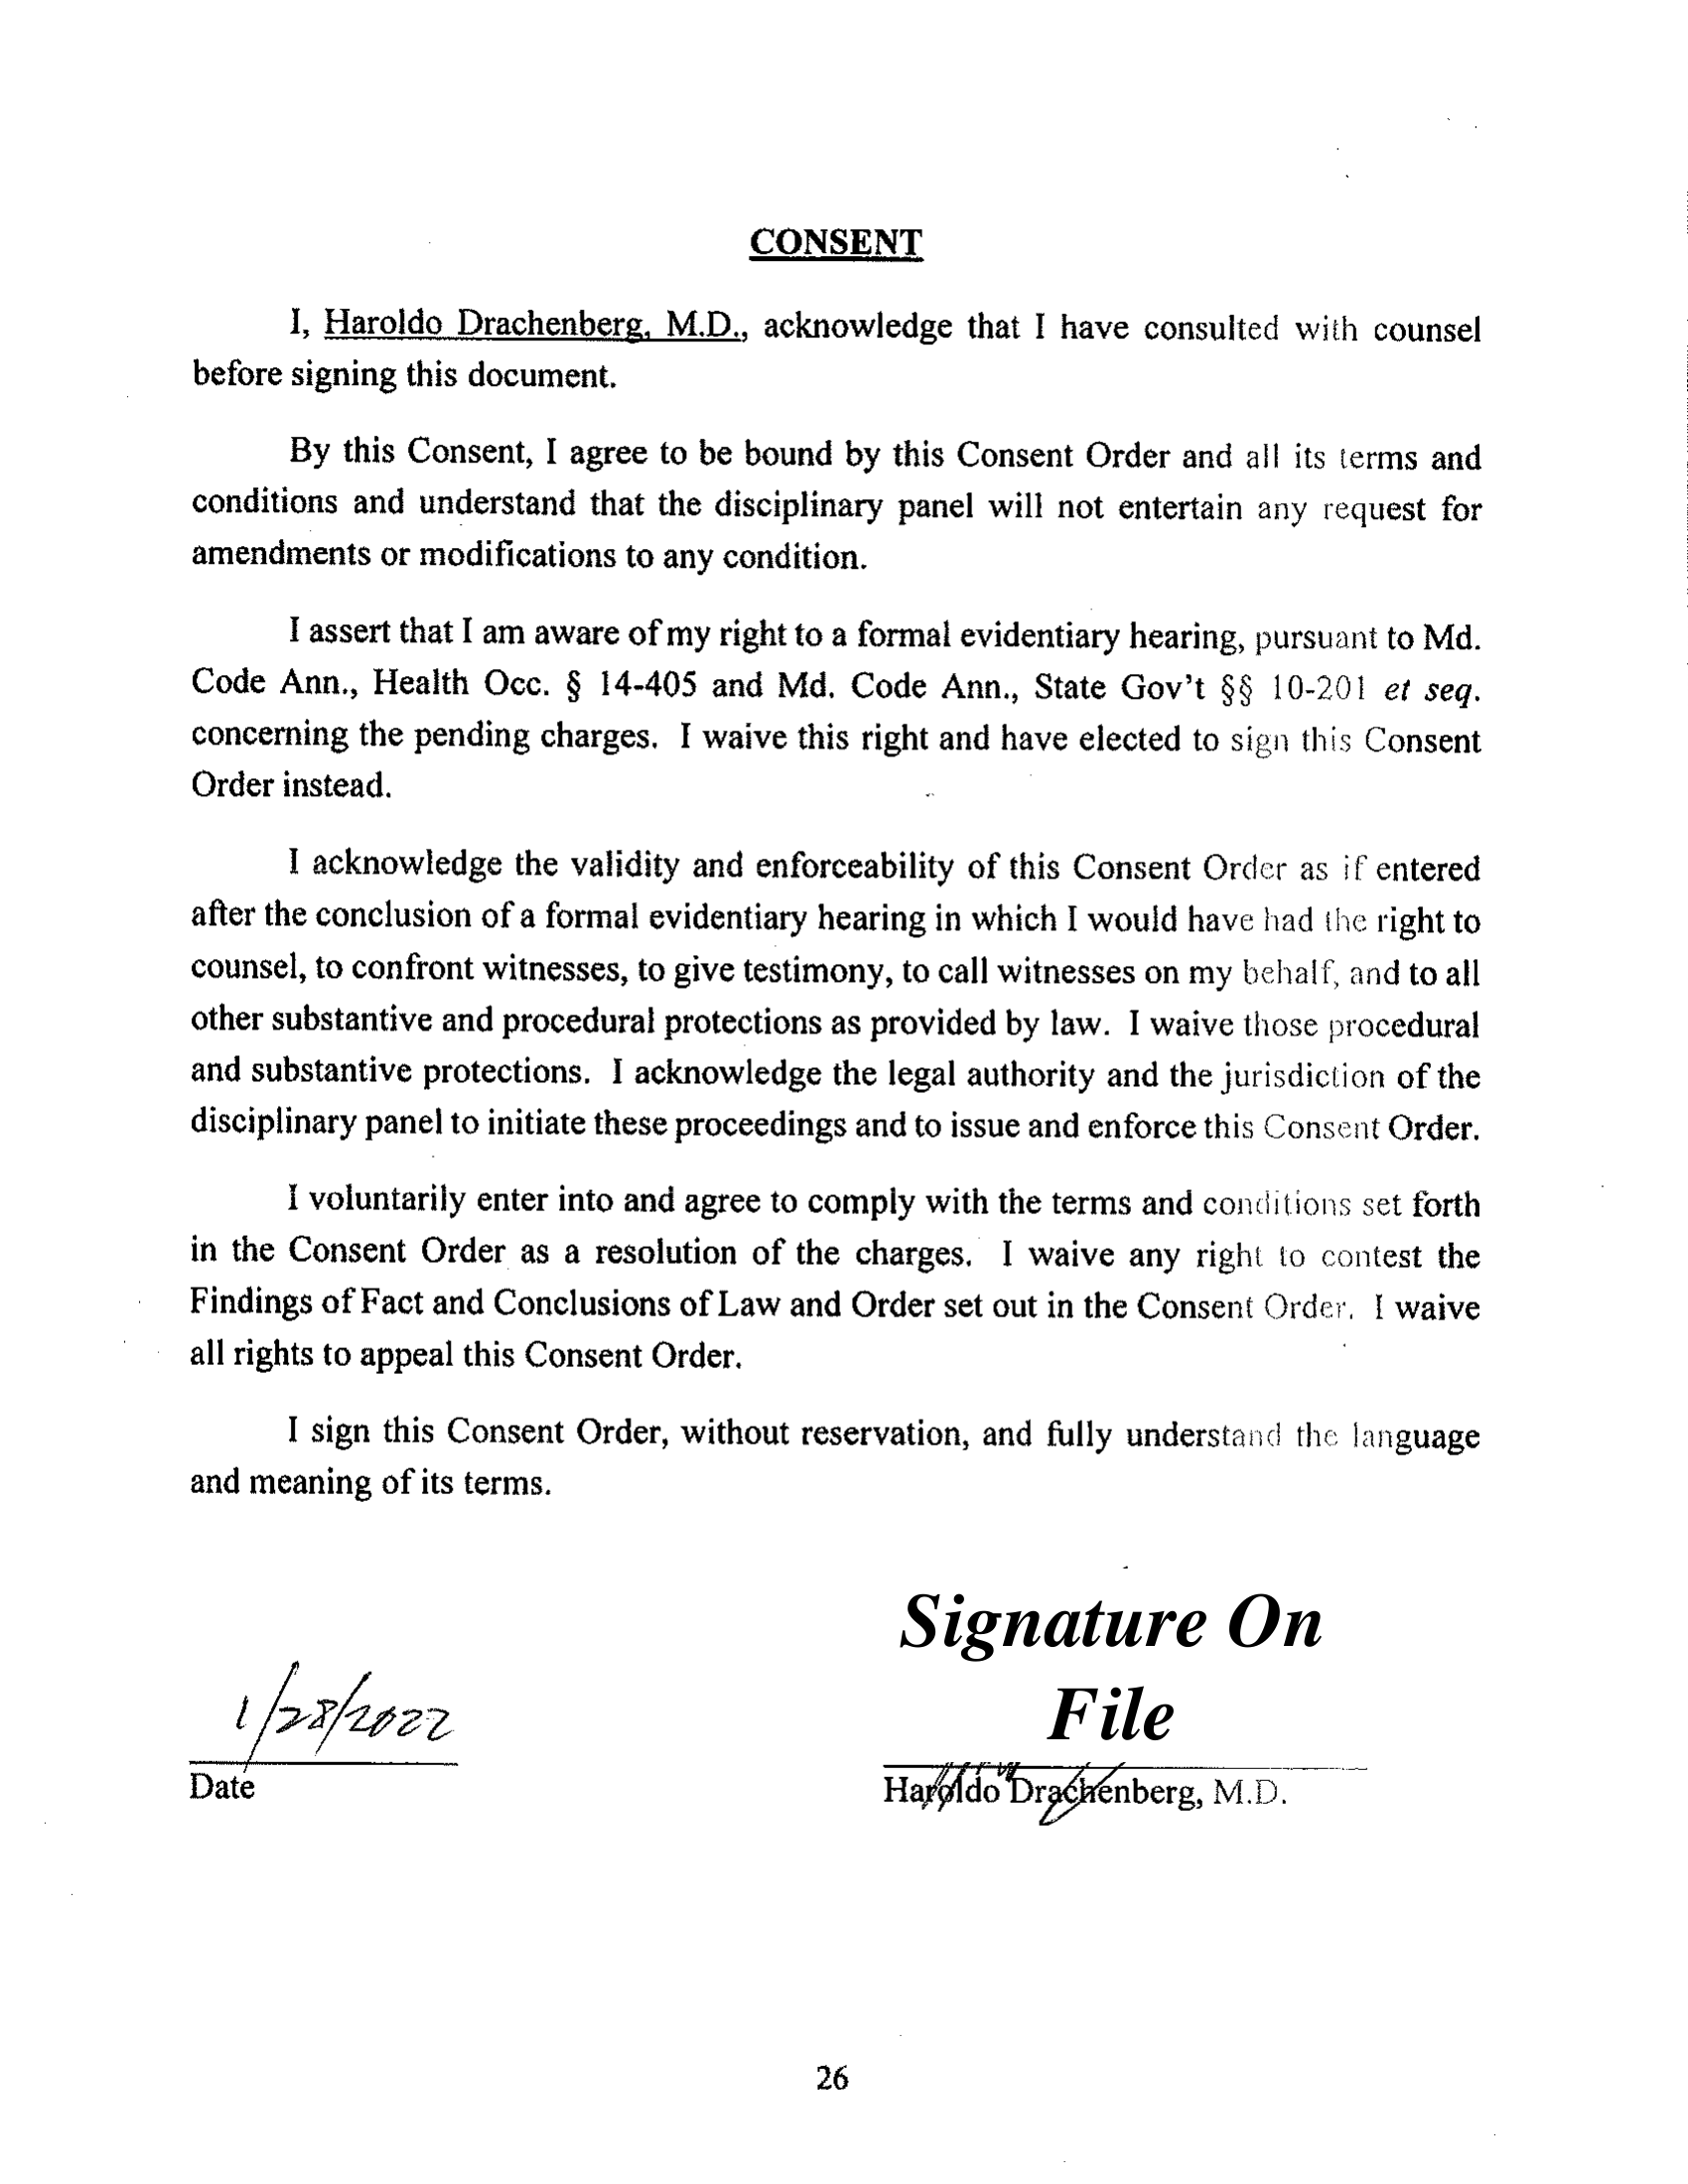 CONSENT
I, Haroldo Drachenberg, M.D., acknowledge that I have consulted with counsel
before signing this document.
By this Consent, I agree to be bound by this Consent Order and all its terms and
conditions and understand that the disciplinary panel will not entertain any request for
amendments or modifications to any condition.
I assert that I am aware of my right to a formal evidentiary hearing, pursuant to Md.
Code Ann., Health Occ. § 14-405 and Md. Code Ann., State Gov't §§ 10-201 et seq.
concerning the pending charges. I waive this right and have elected to sign this Consent
Order instead.
I acknowledge the validity and enforceability of this Consent Order as if entered
after the conclusion of a formal evidentiary hearing in which I would have had the right to
counsel, to confront witnesses, to give testimony, to call witnesses on my behalf, and to all
other substantive and procedural protections as provided by law. I waive those procedural
and substantive protections. I acknowledge the legal authority and the jurisdiction of the
disciplinary panel to initiate these proceedings and to issue and enforce this Consent Order.
I voluntarily enter into and agree to comply with the terms and conditions set forth
in the Consent Order as a resolution of the charges. I waive any right to contest the
Findings of Fact and Conclusions of Law and Order set out in the Consent Order. I waive
all rights to appeal this Consent Order.
I sign this Consent Order, without reservation, and fully understand the language
and meaning of its terms.
Signature On
File
1/28/2022
Date
Haroldo Drachenberg, M.D.
26